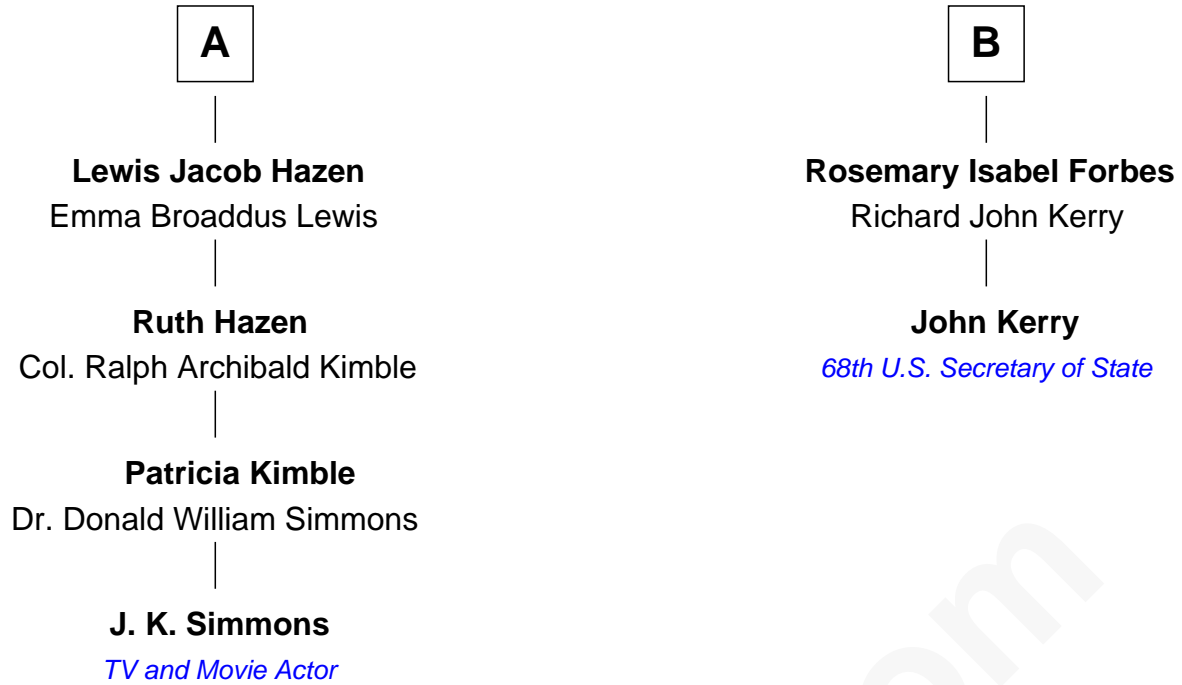 A
Lewis Jacob Hazen
Emma Broaddus Lewis
Ruth Hazen
Col. Ralph Archibald Kimble
Patricia Kimble
Dr. Donald William Simmons
J. K. Simmons
TV and Movie Actor
B
Rosemary Isabel Forbes
Richard John Kerry
John Kerry
68th U.S. Secretary of State
om